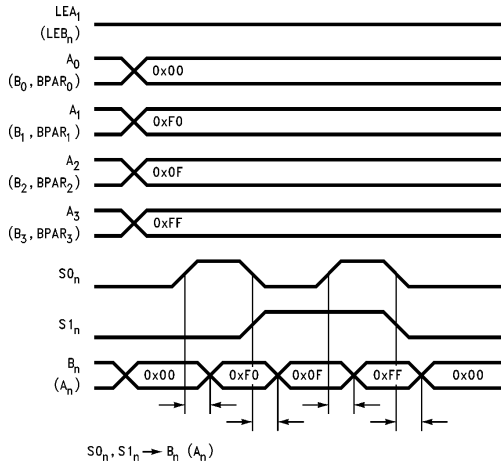 LEA1
(LEBn)
A0
(B0, BPAR0)
0x00
A1
(B1, BPAR1)
0xF0
A2
(B2, BPAR2)
0x0F
A3
(B3, BPAR3)
0xFF
S0n
S1n
Bn
(An)
0x00 0xF0 0x0F 0xFF 0x00
S0n, S1n → Bn (An)